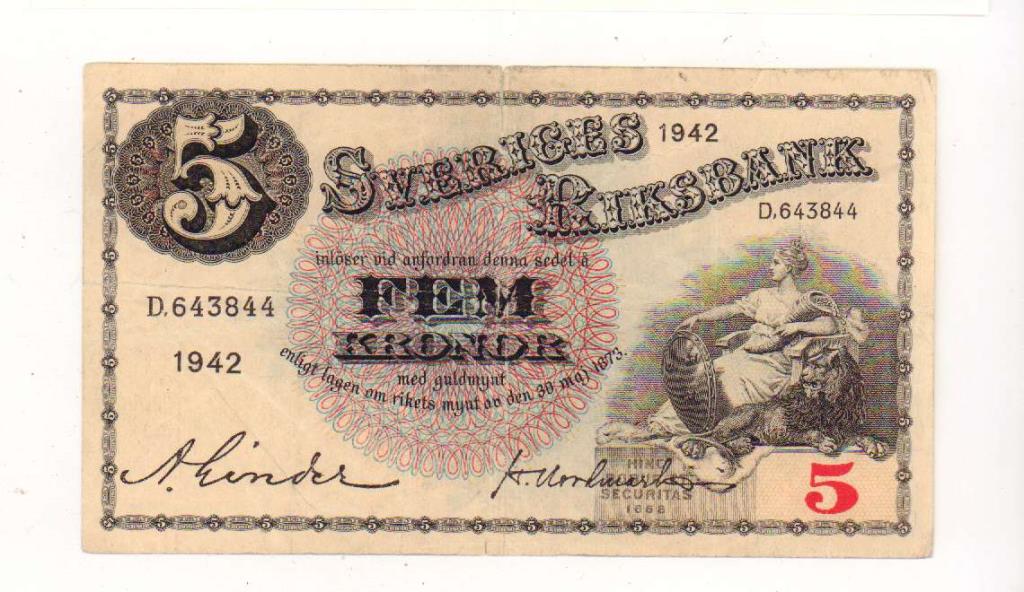 5
SVERIGES 1942
RIKSBANK
D.643844
inlöser vid anfordran denna sedel å
FEM
D.643844
KRONOR
1942
med guldmynt
enligt lagen om rikets mynt av den 30 maj 1873.
HINC
SECURITAS
1668
5